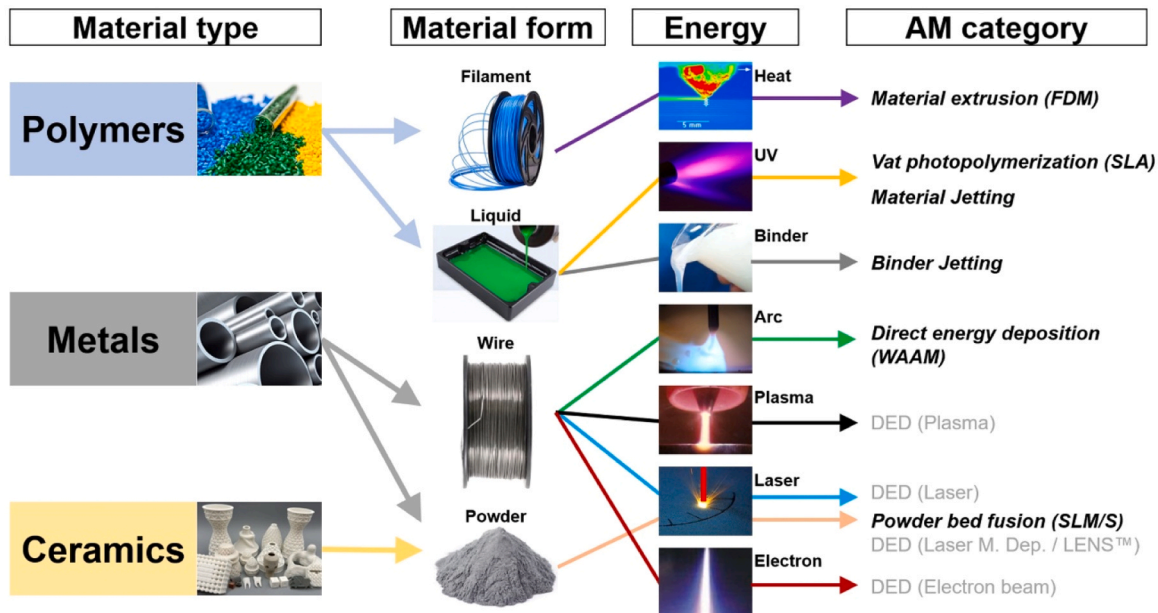 Material type
Material form
Energy
AM category
Polymers
Filament
Heat
5 mm
Material extrusion (FDM)
UV
Vat photopolymerization (SLA)
Material Jetting
Liquid
Binder
Binder Jetting
Metals
Wire
Arc
Direct energy deposition
(WAAM)
Plasma
DED (Plasma)
Laser
DED (Laser)
Powder bed fusion (SLM/S)
DED (Laser M. Dep. / LENS™)
Ceramics
Powder
Electron
DED (Electron beam)